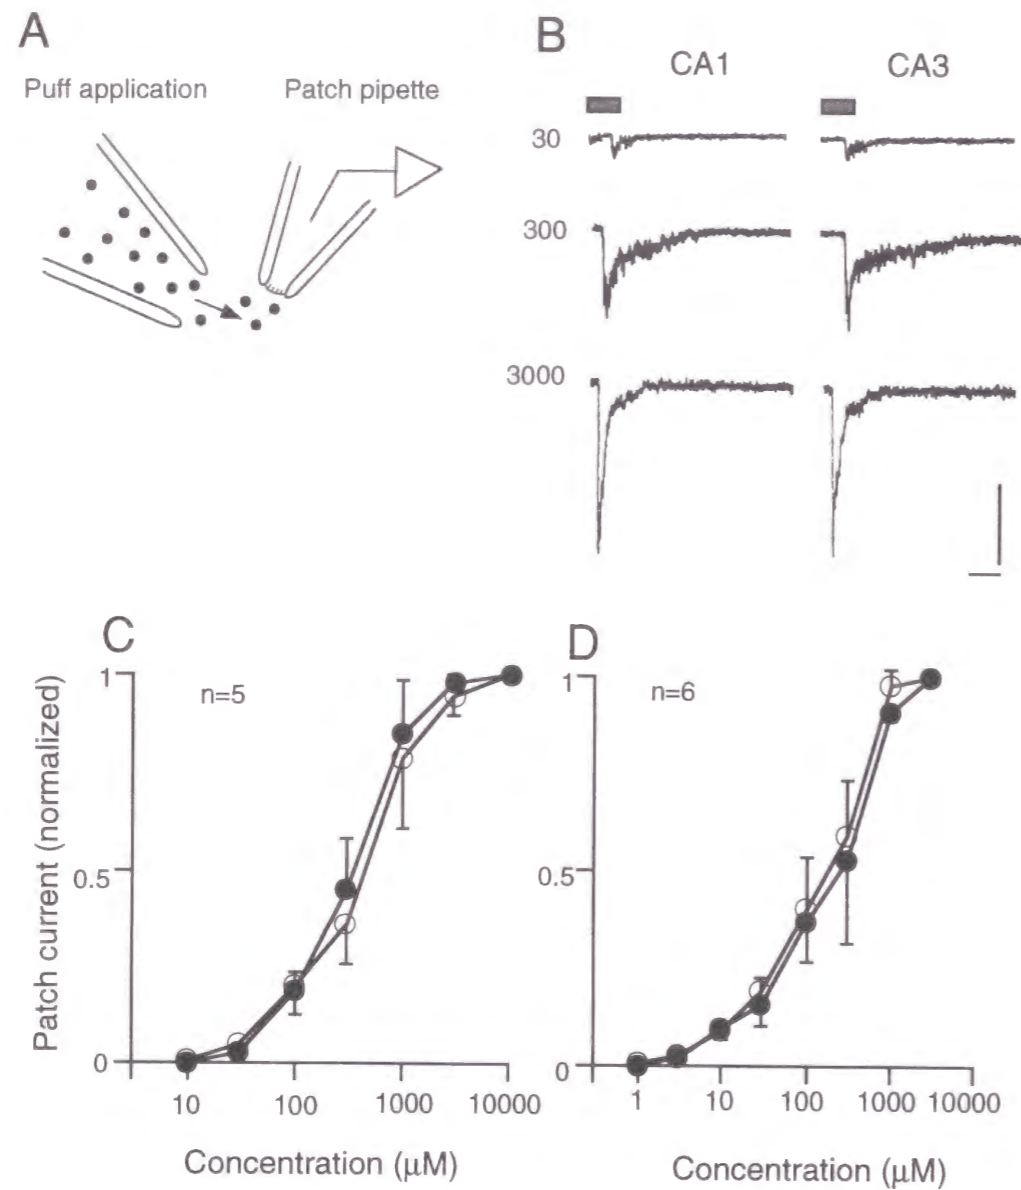 A
Puff application
Patch pipette
B
CA1
CA3
30
300
3000
C
n=5
Patch current (normalized)
1
0.5
0
10
100
1000
10000
Concentration (μM)
D
n=6
1
0.5
0
1
10
100
1000
10000
Concentration (μM)